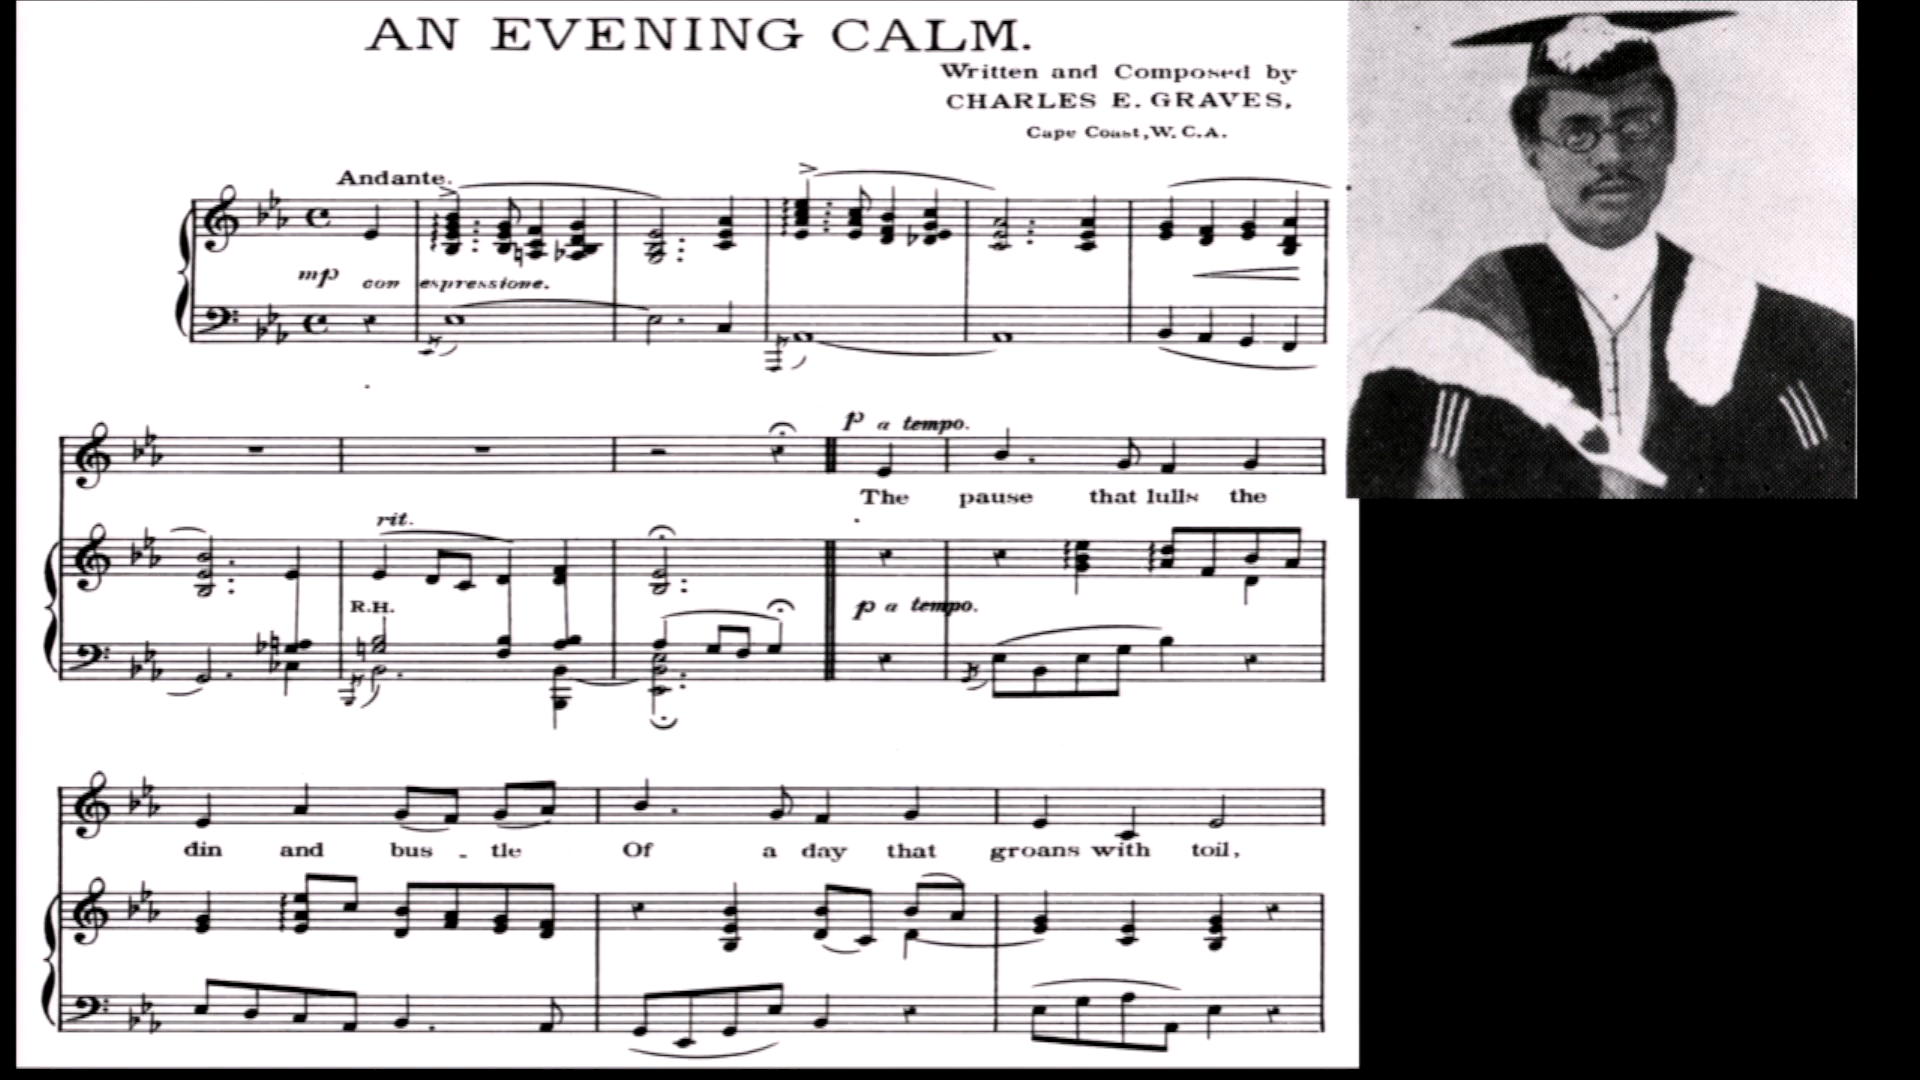 AN EVENING CALM.
Written and Composed by
CHARLES E. GRAVES,
Cape Coast, W. C. A.
Andante.
mp con espressione.
p a tempo.
The pause that lulls the
rit.
R.H.
p a tempo.
din and bus - tle Of a day that groans with toil,